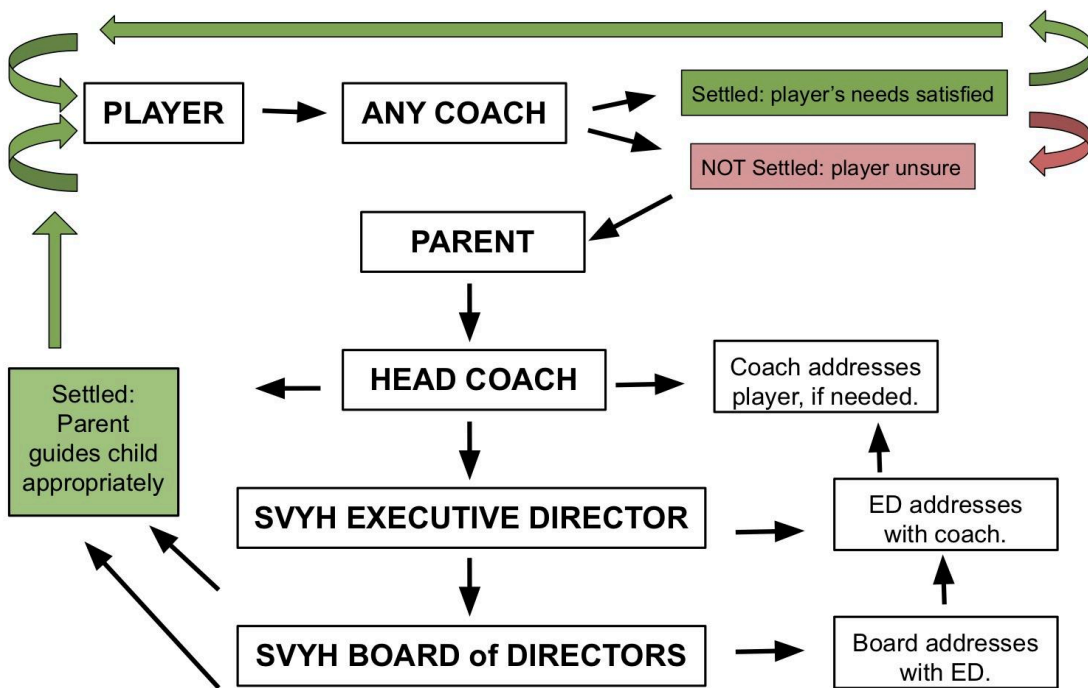 PLAYER
ANY COACH
Settled: player’s needs satisfied
NOT Settled: player unsure
PARENT
HEAD COACH
Coach addresses
player, if needed.
Settled:
Parent
guides child
appropriately
SVYH EXECUTIVE DIRECTOR
ED addresses
with coach.
SVYH BOARD of DIRECTORS
Board addresses
with ED.